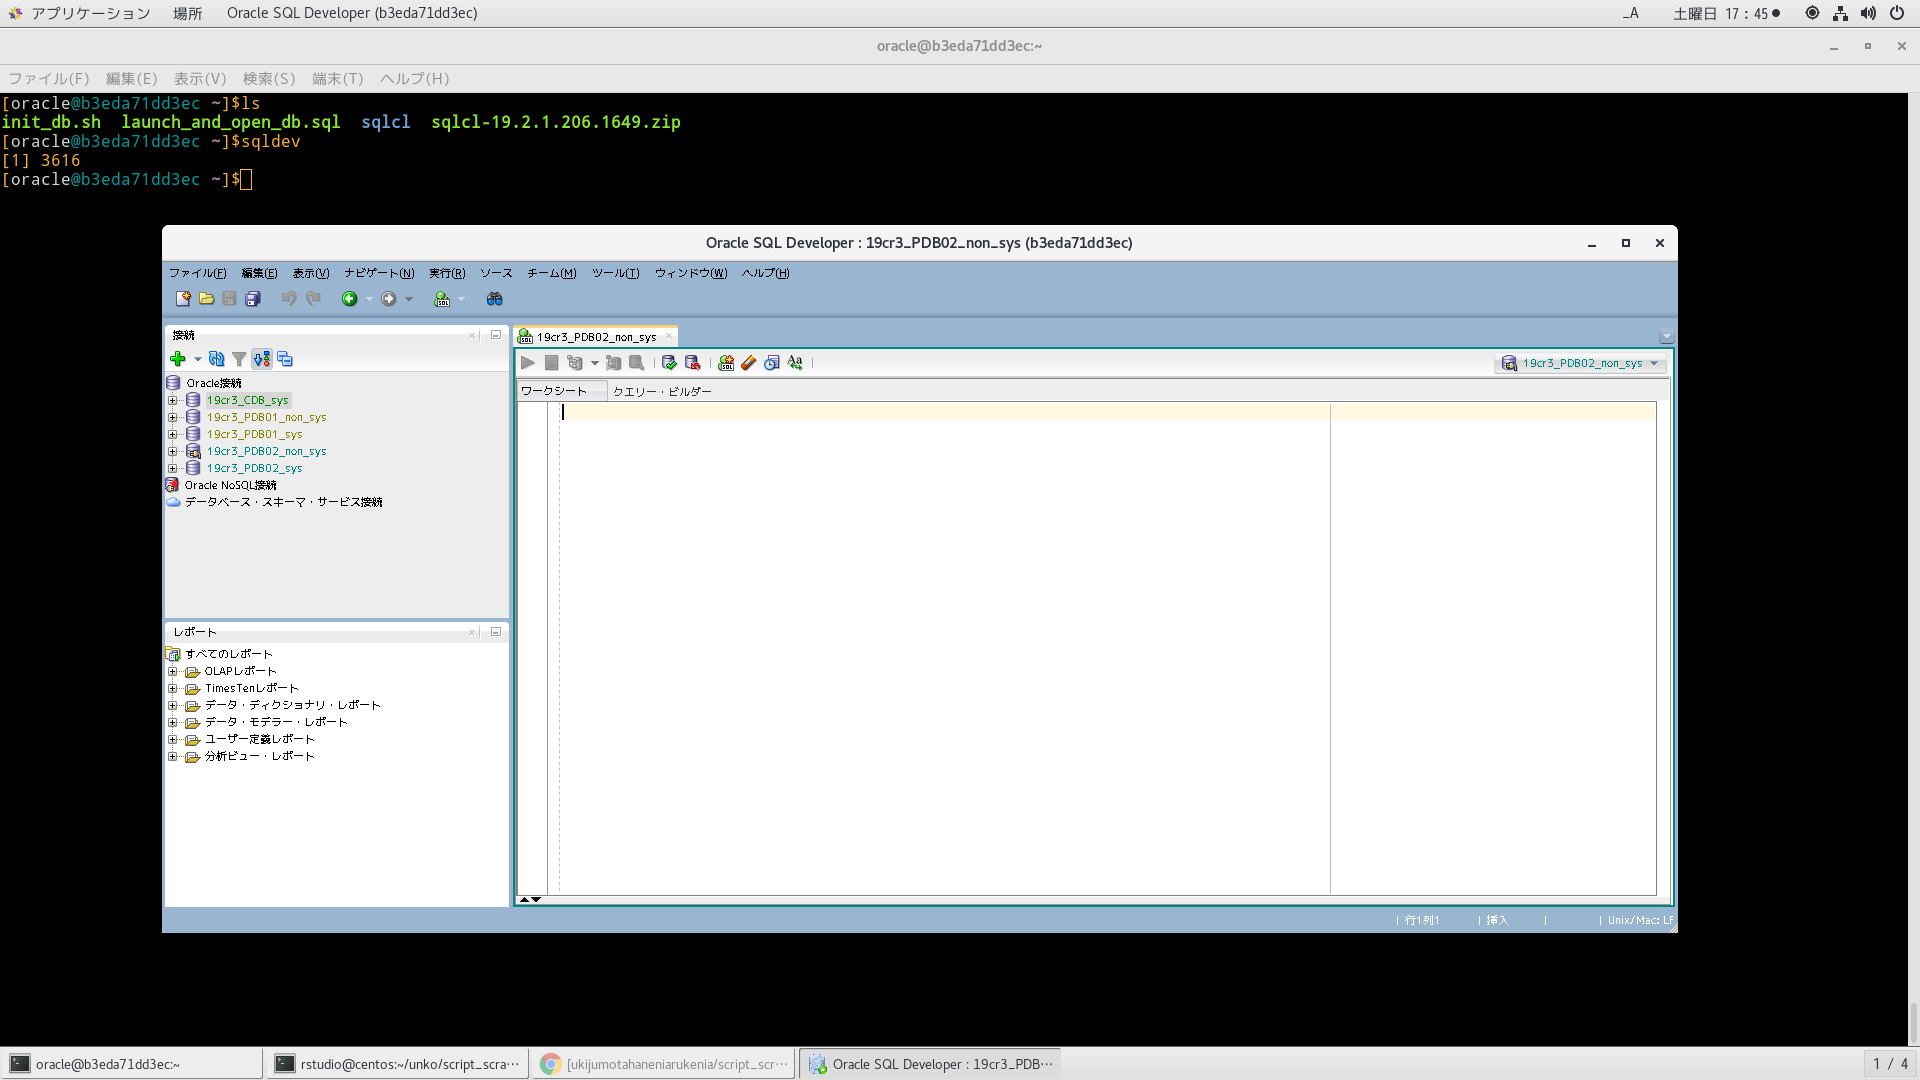 アプリケーション 場所 Oracle SQL Developer (b3eda71dd3ec) _A 土曜日 17：45●
oracle@b3eda71dd3ec:~
ファイル(F) 編集(E) 表示(V) 検索(S) 端末(T) ヘルプ(H)
[oracle@b3eda71dd3ec ~]$ls
init_db.sh launch_and_open_db.sql sqlcl sqlcl-19.2.1.206.1649.zip
[oracle@b3eda71dd3ec ~]$sqldev
[1] 3616
[oracle@b3eda71dd3ec ~]$
Oracle SQL Developer : 19cr3_PDB02_non_sys (b3eda71dd3ec)
ファイル(F) 編集(E) 表示(V) ナビゲート(N) 実行(R) ソース チーム(M) ツール(T) ウィンドウ(W) ヘルプ(H)
接続
Oracle接続
19cr3_CDB_sys
19cr3_PDB01_non_sys
19cr3_PDB01_sys
19cr3_PDB02_non_sys
19cr3_PDB02_sys
Oracle NoSQL接続
データベース・スキーマ・サービス接続
レポート
すべてのレポート
OLAPレポート
TimesTenレポート
データ・ディクショナリ・レポート
データ・モデラー・レポート
ユーザー定義レポート
分析ビュー・レポート
19cr3_PDB02_non_sys
19cr3_PDB02_non_sys
ワークシート クエリー・ビルダー
行1列1 挿入 Unix/Mac: LF
oracle@b3eda71dd3ec:~ rstudio@centos:~/unko/script_scra… [ukijumotahaneniarukenia/script_scr… Oracle SQL Developer : 19cr3_PDB… 1 / 4